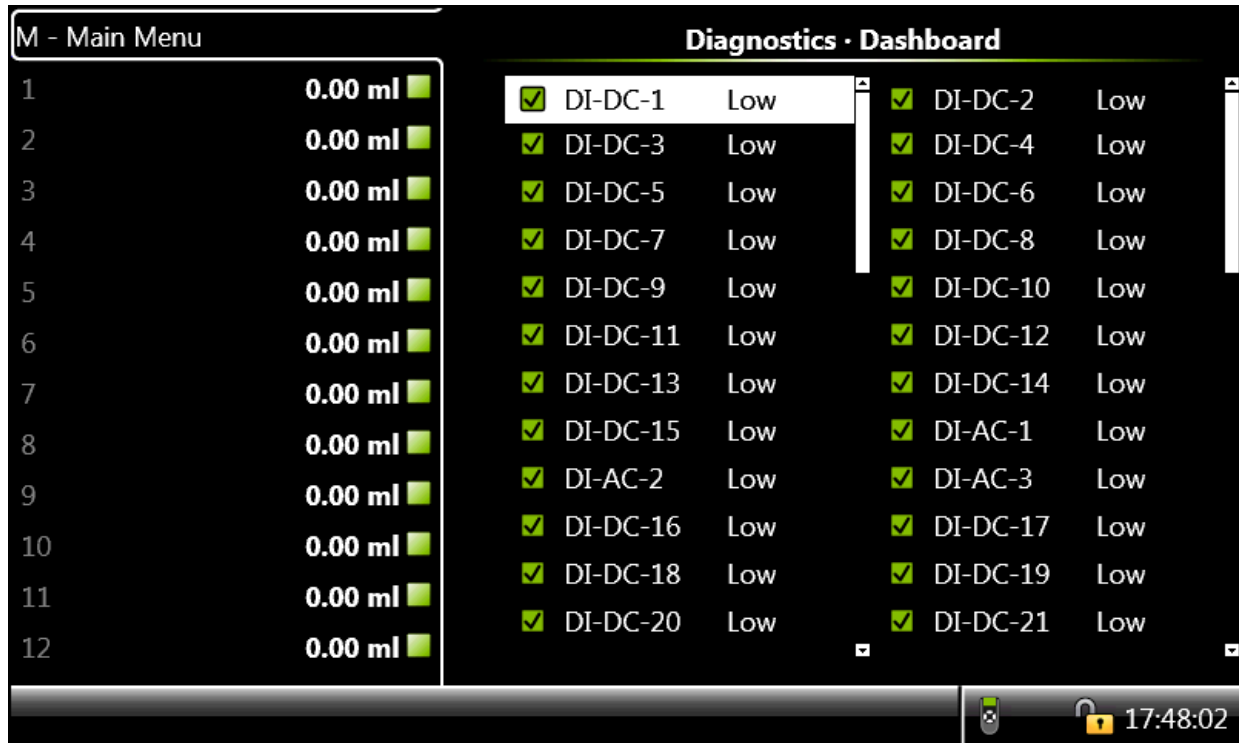 M - Main Menu
1 0.00 ml
2 0.00 ml
3 0.00 ml
4 0.00 ml
5 0.00 ml
6 0.00 ml
7 0.00 ml
8 0.00 ml
9 0.00 ml
10 0.00 ml
11 0.00 ml
12 0.00 ml
Diagnostics · Dashboard
DI-DC-1 Low DI-DC-2 Low
DI-DC-3 Low DI-DC-4 Low
DI-DC-5 Low DI-DC-6 Low
DI-DC-7 Low DI-DC-8 Low
DI-DC-9 Low DI-DC-10 Low
DI-DC-11 Low DI-DC-12 Low
DI-DC-13 Low DI-DC-14 Low
DI-DC-15 Low DI-AC-1 Low
DI-AC-2 Low DI-AC-3 Low
DI-DC-16 Low DI-DC-17 Low
DI-DC-18 Low DI-DC-19 Low
DI-DC-20 Low DI-DC-21 Low
17:48:02